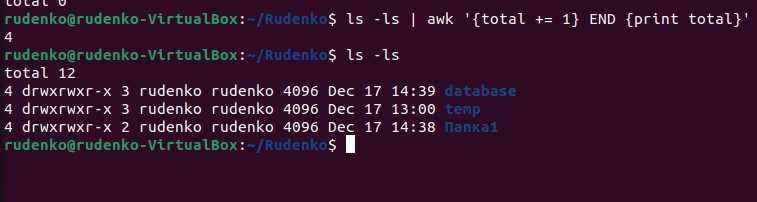 total 0
rudenko@rudenko-VirtualBox:~/Rudenko$ ls -ls | awk '{total += 1} END {print total}'
4
rudenko@rudenko-VirtualBox:~/Rudenko$ ls -ls
total 12
4 drwxrwxr-x 3 rudenko rudenko 4096 Dec 17 14:39 database
4 drwxrwxr-x 3 rudenko rudenko 4096 Dec 17 13:00 temp
4 drwxrwxr-x 2 rudenko rudenko 4096 Dec 17 14:38 Папка1
rudenko@rudenko-VirtualBox:~/Rudenko$